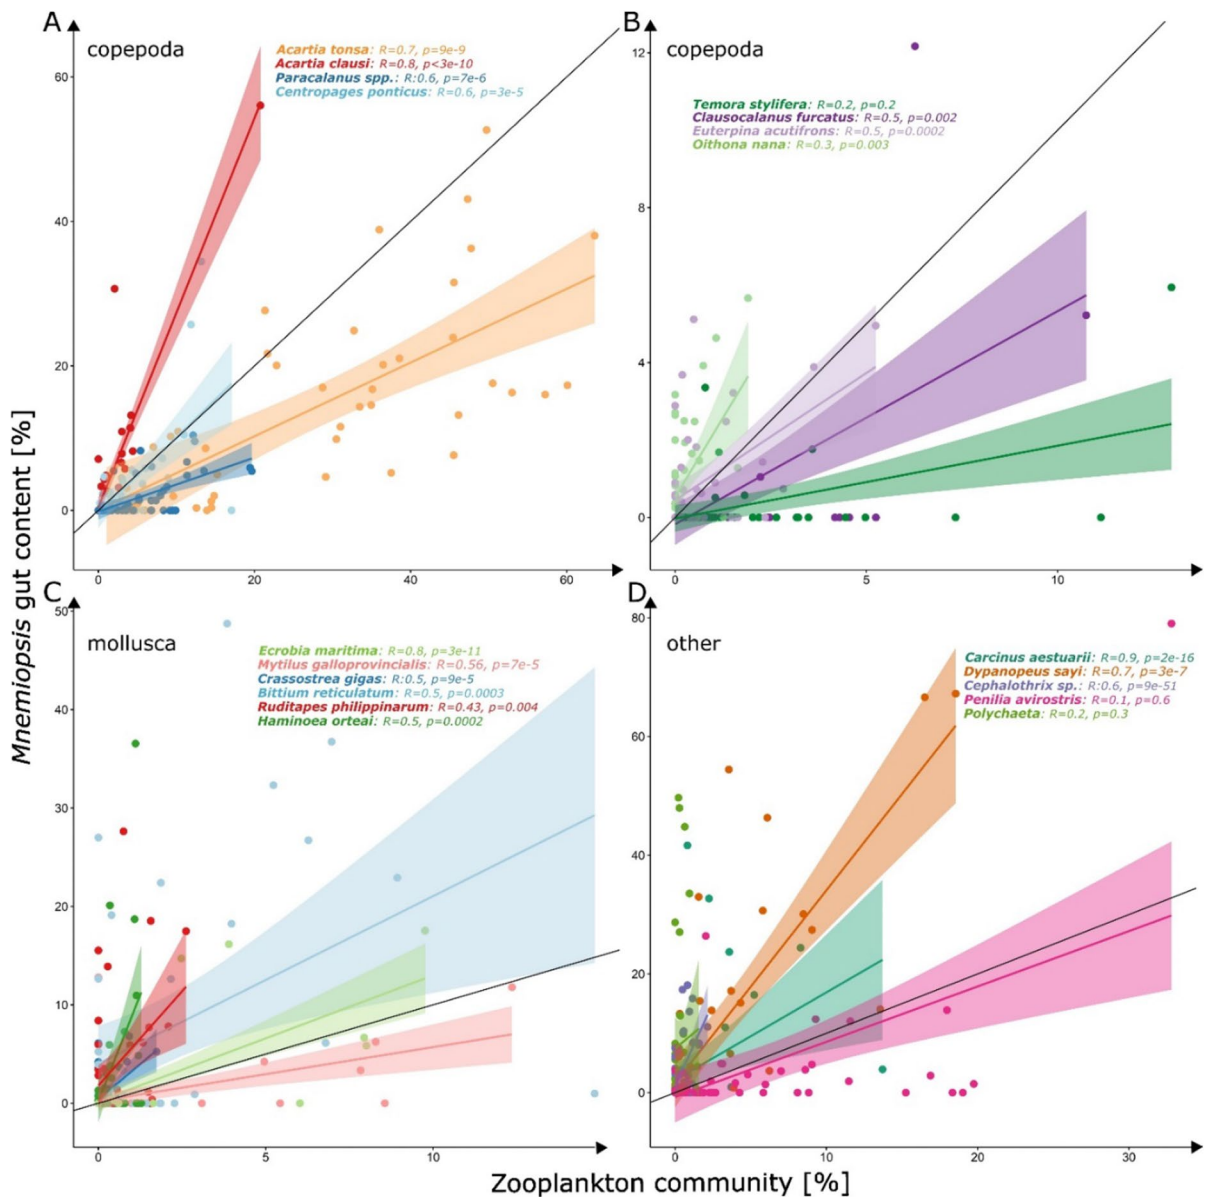 A
copepoda
Acartia tonsa: R=0.7, p=9e-9
Acartia clausi: R=0.8, p<3e-10
Paracalanus spp.: R:0.6, p=7e-6
Centropages ponticus: R=0.6, p=3e-5
60
40
20
0
0 20 40 60
B
copepoda
Temora stylifera: R=0.2, p=0.2
Clausocalanus furcatus: R=0.5, p=0.002
Euterpina acutifrons: R=0.5, p=0.0002
Oithona nana: R=0.3, p=0.003
12
8
4
0
0 5 10
C
mollusca
Ecrobia maritima: R=0.8, p=3e-11
Mytilus galloprovincialis: R=0.56, p=7e-5
Crassostrea gigas: R:0.5, p=9e-5
Bittium reticulatum: R=0.5, p=0.0003
Ruditapes philippinarum: R=0.43, p=0.004
Haminoea orteai: R=0.5, p=0.0002
50
40
30
20
10
0
0 5 10
D
other
Carcinus aestuarii: R=0.9, p=2e-16
Dypanopeus sayi: R=0.7, p=3e-7
Cephalothrix sp.: R:0.6, p=9e-51
Penilia avirostris: R=0.1, p=0.6
Polychaeta: R=0.2, p=0.3
80
60
40
20
0
0 10 20 30
Mnemiopsis gut content [%]
Zooplankton community [%]